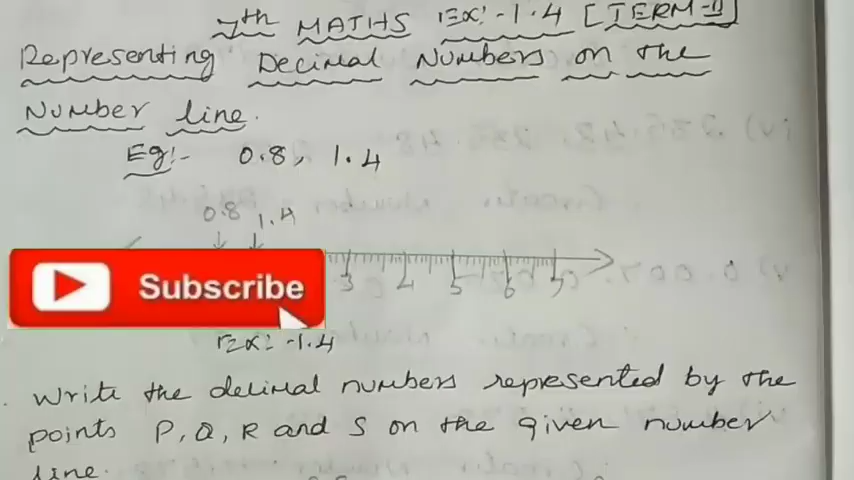 7th MATHS Ex:-1.4 [TERM-II]
Representing Decimal Numbers on the
Number line.
Eg:- 0.8, 1.4
0.8 1.4
3 4 5 6 7
Subscribe
Ex:-1.4
Write the decimal numbers represented by the
points P, Q, R and S on the given number
line.